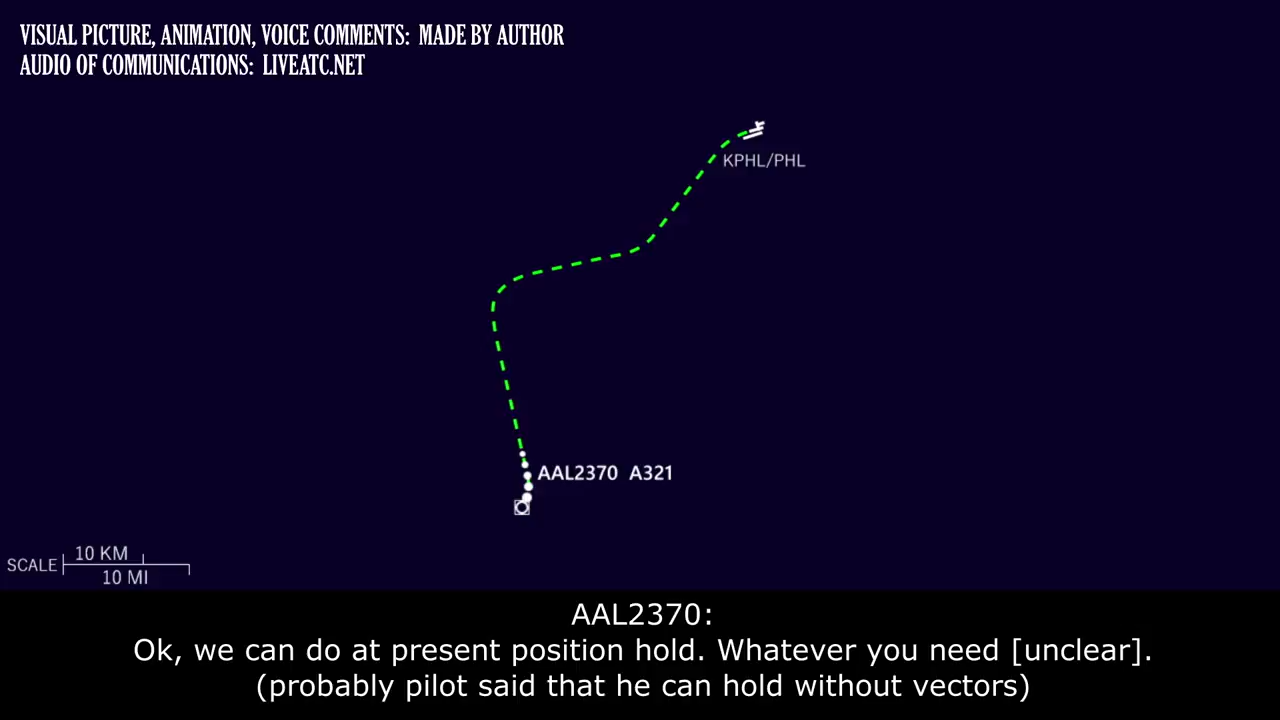 VISUAL PICTURE, ANIMATION, VOICE COMMENTS: MADE BY AUTHOR
AUDIO OF COMMUNICATIONS: LIVEATC.NET
KPHL/PHL
AAL2370 A321
10 KM
SCALE
10 MI
AAL2370:
Ok, we can do at present position hold. Whatever you need [unclear].
(probably pilot said that he can hold without vectors)